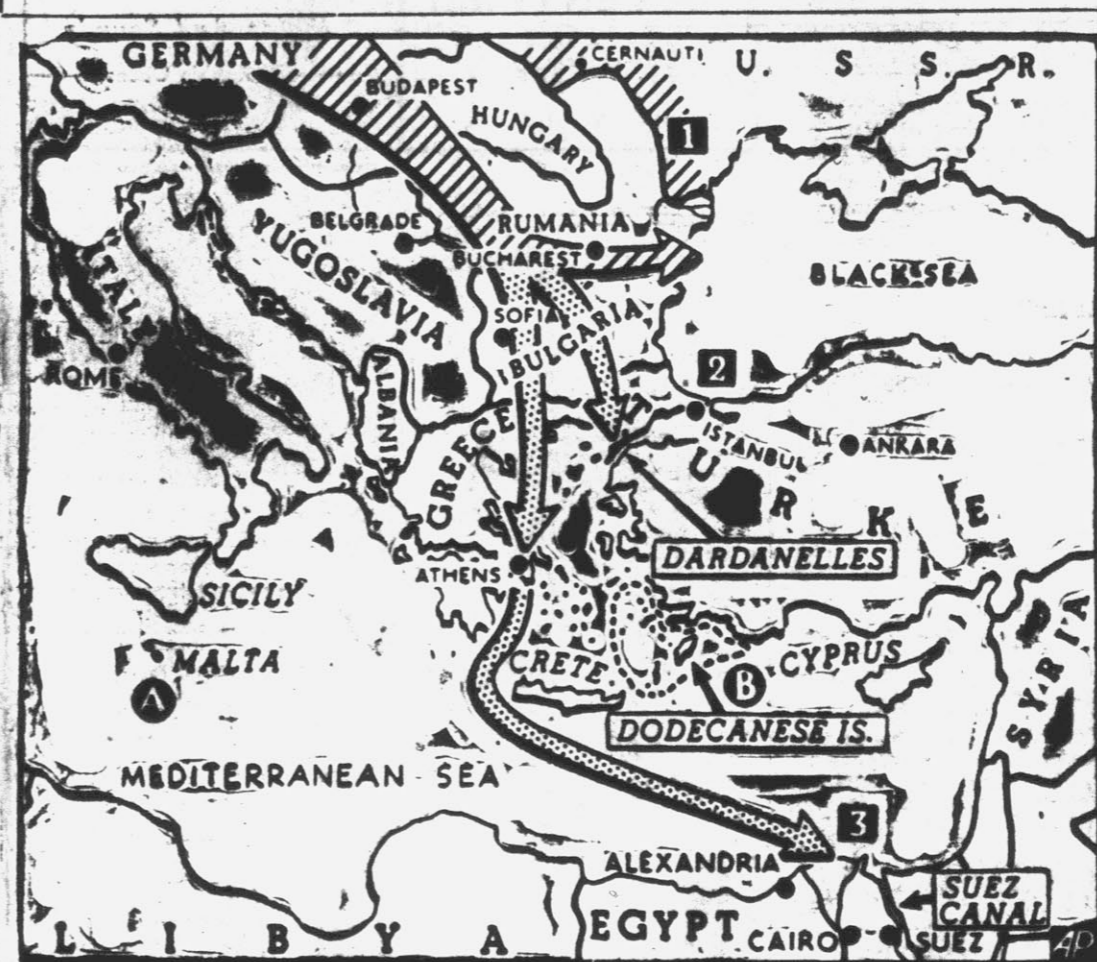 GERMANY
CERNAUTI
U. S. S. R.
BUDAPEST
HUNGARY
1
BELGRADE
RUMANIA
YUGOSLAVIA
BUCHAREST
BLACK SEA
ITALY
SOFIA
BULGARIA
ROME
2
ALBANIA
GREECE
ISTANBUL
ANKARA
TURKE
DARDANELLES
ATHENS
SICILY
SYRIA
MALTA
CRETE
CYPRUS
A
B
DODECANESE IS.
MEDITERRANEAN SEA
3
ALEXANDRIA
SUEZ
CANAL
LIBYA
EGYPT
CAIRO
SUEZ